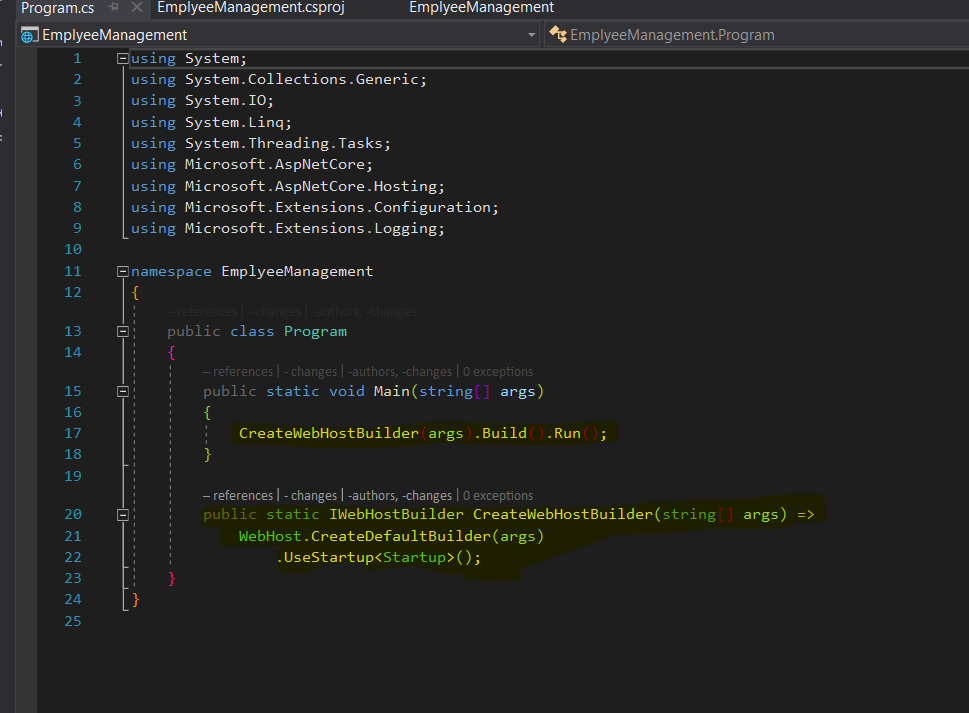 Program.cs EmplyeeManagement.csproj EmplyeeManagement
EmplyeeManagement EmplyeeManagement.Program
1 using System;
2 using System.Collections.Generic;
3 using System.IO;
4 using System.Linq;
5 using System.Threading.Tasks;
6 using Microsoft.AspNetCore;
7 using Microsoft.AspNetCore.Hosting;
8 using Microsoft.Extensions.Configuration;
9 using Microsoft.Extensions.Logging;
10
11 namespace EmplyeeManagement
12 {
– references | - changes | -authors, -changes
13 public class Program
14 {
– references | - changes | -authors, -changes | 0 exceptions
15 public static void Main(string[] args)
16 {
17 CreateWebHostBuilder(args).Build().Run();
18 }
19
– references | - changes | -authors, -changes | 0 exceptions
20 public static IWebHostBuilder CreateWebHostBuilder(string[] args) =>
21 WebHost.CreateDefaultBuilder(args)
22 .UseStartup<Startup>();
23 }
24 }
25